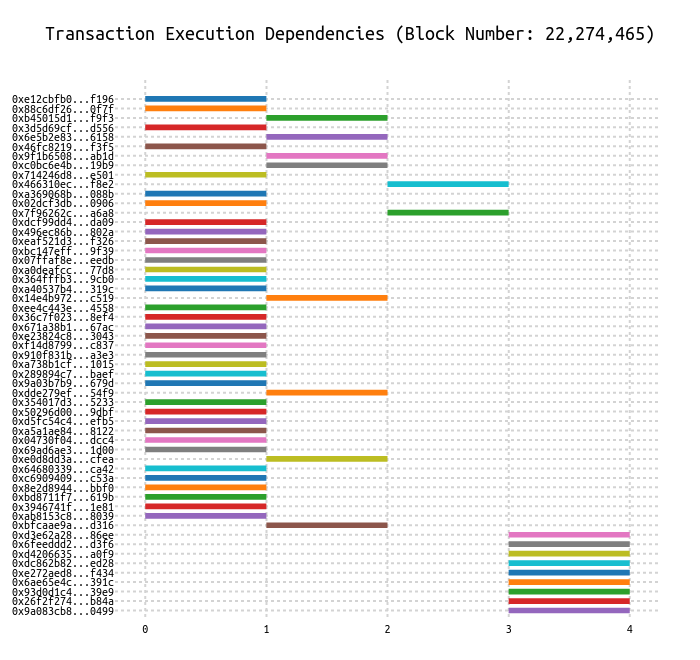 Transaction Execution Dependencies (Block Number: 22,274,465)
0xe12cbfb0...f196
0x88c6df26...0f7f
0xb45015d1...f9f3
0x3d5d69cf...d556
0x6e5b2e83...6158
0x46fc8219...f3f5
0x9f1b6508...ab1d
0xc0bc6e4b...19b9
0x714246d8...e501
0x466310ec...f8e2
0xa369068b...088b
0x02dcf3db...0906
0x7f96262c...a6a8
0xdcf99dd4...da09
0x496ec86b...802a
0xeaf521d3...f326
0xbc147eff...9f39
0x07ffaf8e...eedb
0xa0deafcc...77d8
0x364fffb3...9cb0
0xa40537b4...319c
0x14e4b972...c519
0xee4c443e...4558
0x36c7f023...8ef4
0x671a38b1...67ac
0xe23824c8...3043
0xf14d8799...c837
0x910f831b...a3e3
0xa738b1cf...1015
0x289894c7...baef
0x9a03b7b9...679d
0xdde279ef...54f9
0x354017d3...5233
0x50296d00...9dbf
0xd5fc54c4...efb5
0xa5a1ae84...8122
0x04730f04...dcc4
0x69ad6ae3...1d00
0xe0d8dd3a...cfea
0x64680339...ca42
0xc6909409...c53a
0x8e2d8944...bbf0
0xbd8711f7...619b
0x3946741f...1e81
0xab8153c8...8039
0xbfcaae9a...d316
0xd3e62a28...86ee
0x6feeddd2...d3f6
0xd4206635...a0f9
0xdc862b82...ed28
0xe272aed8...f434
0x6ae65e4c...391c
0x93d0d1c4...39e9
0x26f2f274...b84a
0x9a083cb8...0499
0 1 2 3 4